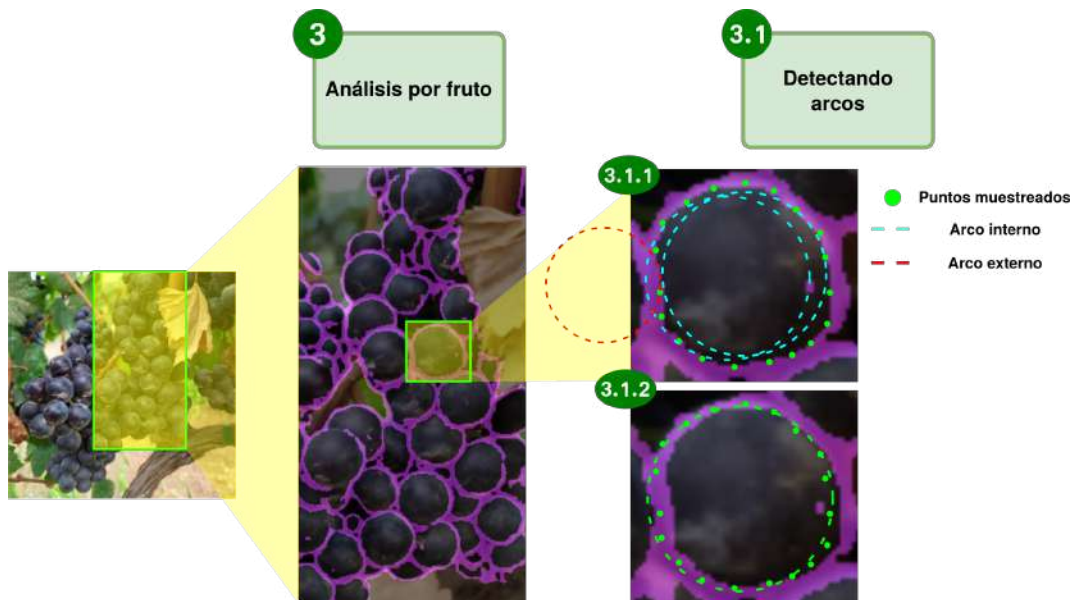 3
Análisis por fruto
3.1
Detectando
arcos
3.1.1
Puntos muestreados
Arco interno
Arco externo
3.1.2